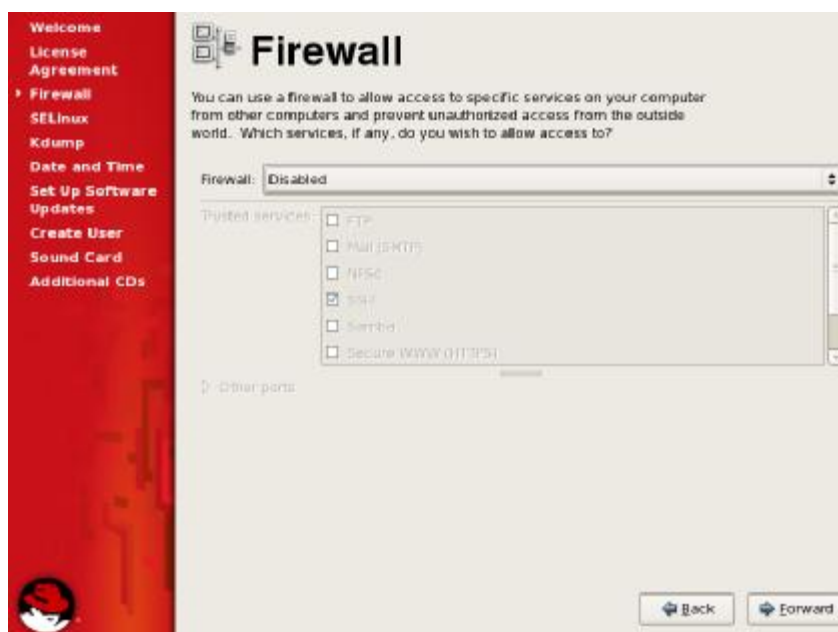 Welcome
License
Agreement
Firewall
SELinux
Kdump
Date and Time
Set Up Software
Updates
Create User
Sound Card
Additional CDs
Firewall
You can use a firewall to allow access to specific services on your computer
from other computers and prevent unauthorized access from the outside
world. Which services, if any, do you wish to allow access to?
Firewall: Disabled
Trusted services:
FTP
Mail (SMTP)
NFS4
SSH
Samba
Secure WWW (HTTPS)
Other ports
Back
Forward